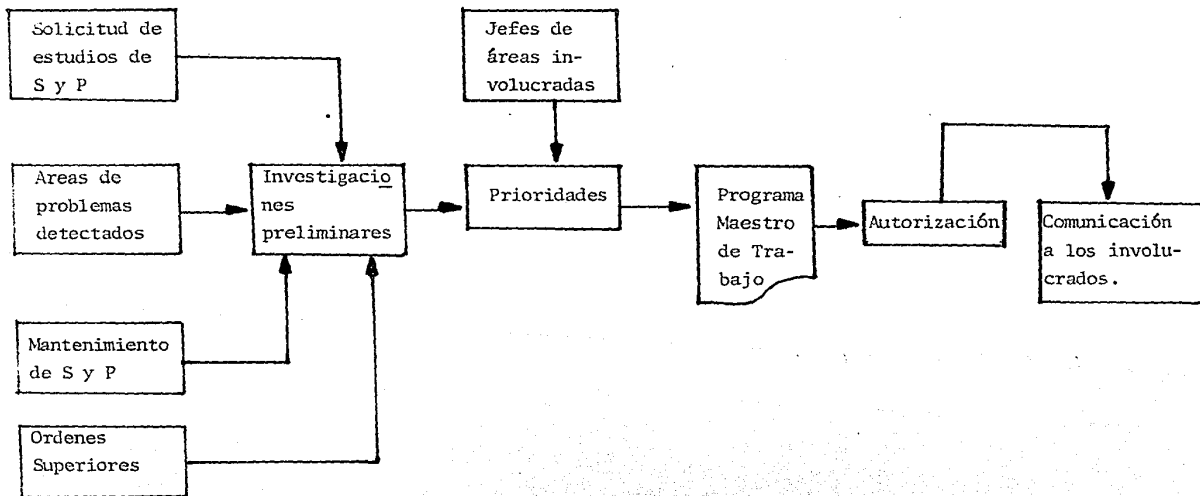 Solicitud de
estudios de
S y P
Jefes de
áreas in-
volucradas
Areas de
problemas
detectados
Investigacio
nes
preliminares
Prioridades
Programa
Maestro
de Tra-
bajo
Autorización
Comunicación
a los involu-
crados.
Mantenimiento
de S y P
Ordenes
Superiores